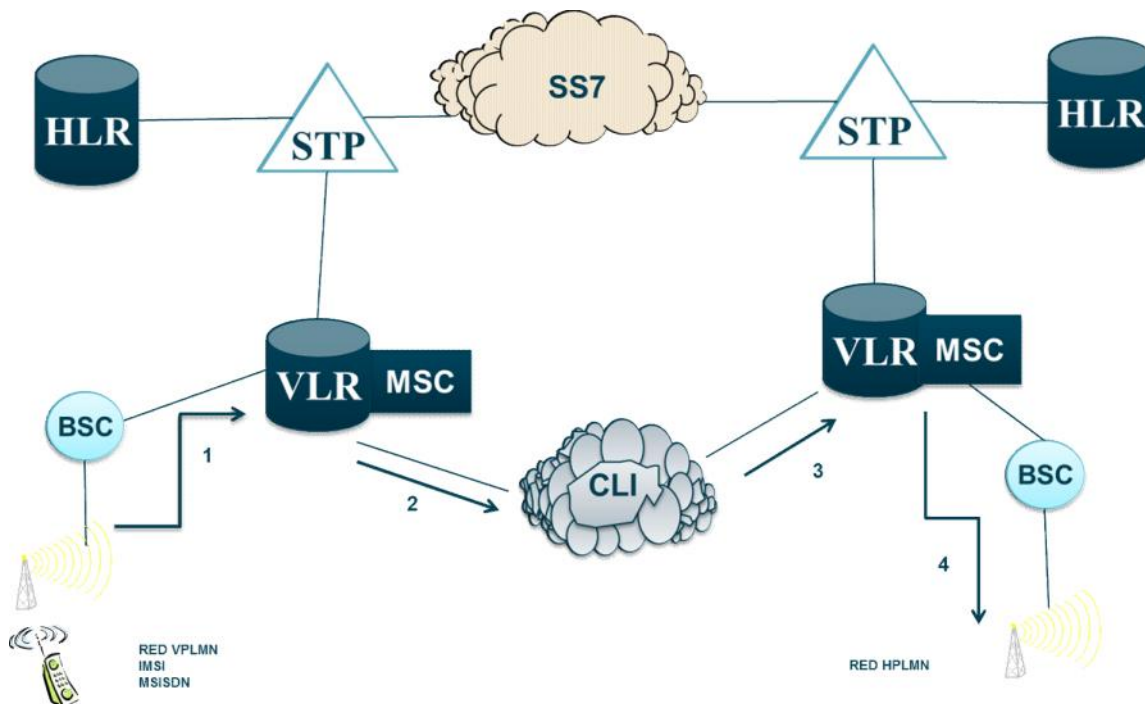 HLR
STP
SS7
STP
HLR
VLR
MSC
VLR
MSC
BSC
1
2
CLI
3
BSC
4
RED VPLMN
IMSI
MSISDN
RED HPLMN